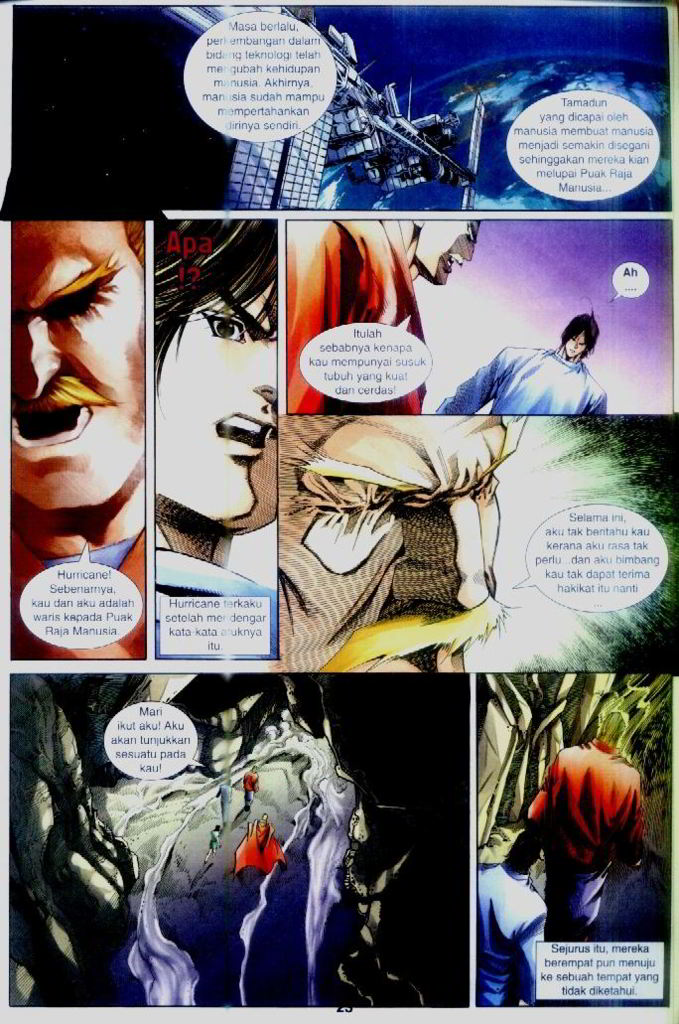 Masa berlalu,
perkembangan dalam
bidang teknologi telah
mengubah kehidupan
manusia. Akhirnya,
manusia sudah mampu
mempertahankan
dirinya sendiri.
Tamadun
yang dicapai oleh
manusia membuat manusia
menjadi semakin disegani
sehinggakan mereka kian
melupai Puak Raja
Manusia...
Hurricane!
Sebenarnya,
kau dan aku adalah
waris kepada Puak
Raja Manusia.
Apa
!?
Hurricane terkaku
setelah mendengar
kata-kata atuknya
itu.
Itulah
sebabnya kenapa
kau mempunyai susuk
tubuh yang kuat
dan cerdas!
Ah
....
Selama ini,
aku tak beritahu kau
kerana aku rasa tak
perlu...dan aku bimbang
kau tak dapat terima
hakikat itu nanti
...
Mari
ikut aku! Aku
akan tunjukkan
sesuatu pada
kau!
Sejurus itu, mereka
berempat pun menuju
ke sebuah tempat yang
tidak diketahui.
23